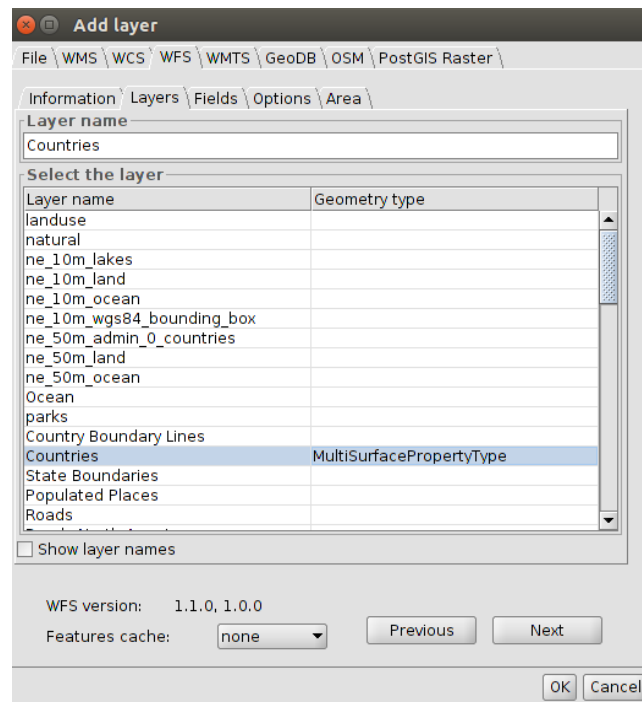 Add layer
File WMS WCS WFS WMTS GeoDB OSM PostGIS Raster
Information Layers Fields Options Area
Layer name
Countries
Select the layer
Layer name Geometry type
landuse
natural
ne_10m_lakes
ne_10m_land
ne_10m_ocean
ne_10m_wgs84_bounding_box
ne_50m_admin_0_countries
ne_50m_land
ne_50m_ocean
Ocean
parks
Country Boundary Lines
Countries MultiSurfacePropertyType
State Boundaries
Populated Places
Roads
Show layer names
WFS version: 1.1.0, 1.0.0
Features cache: none Previous Next
OK Cancel